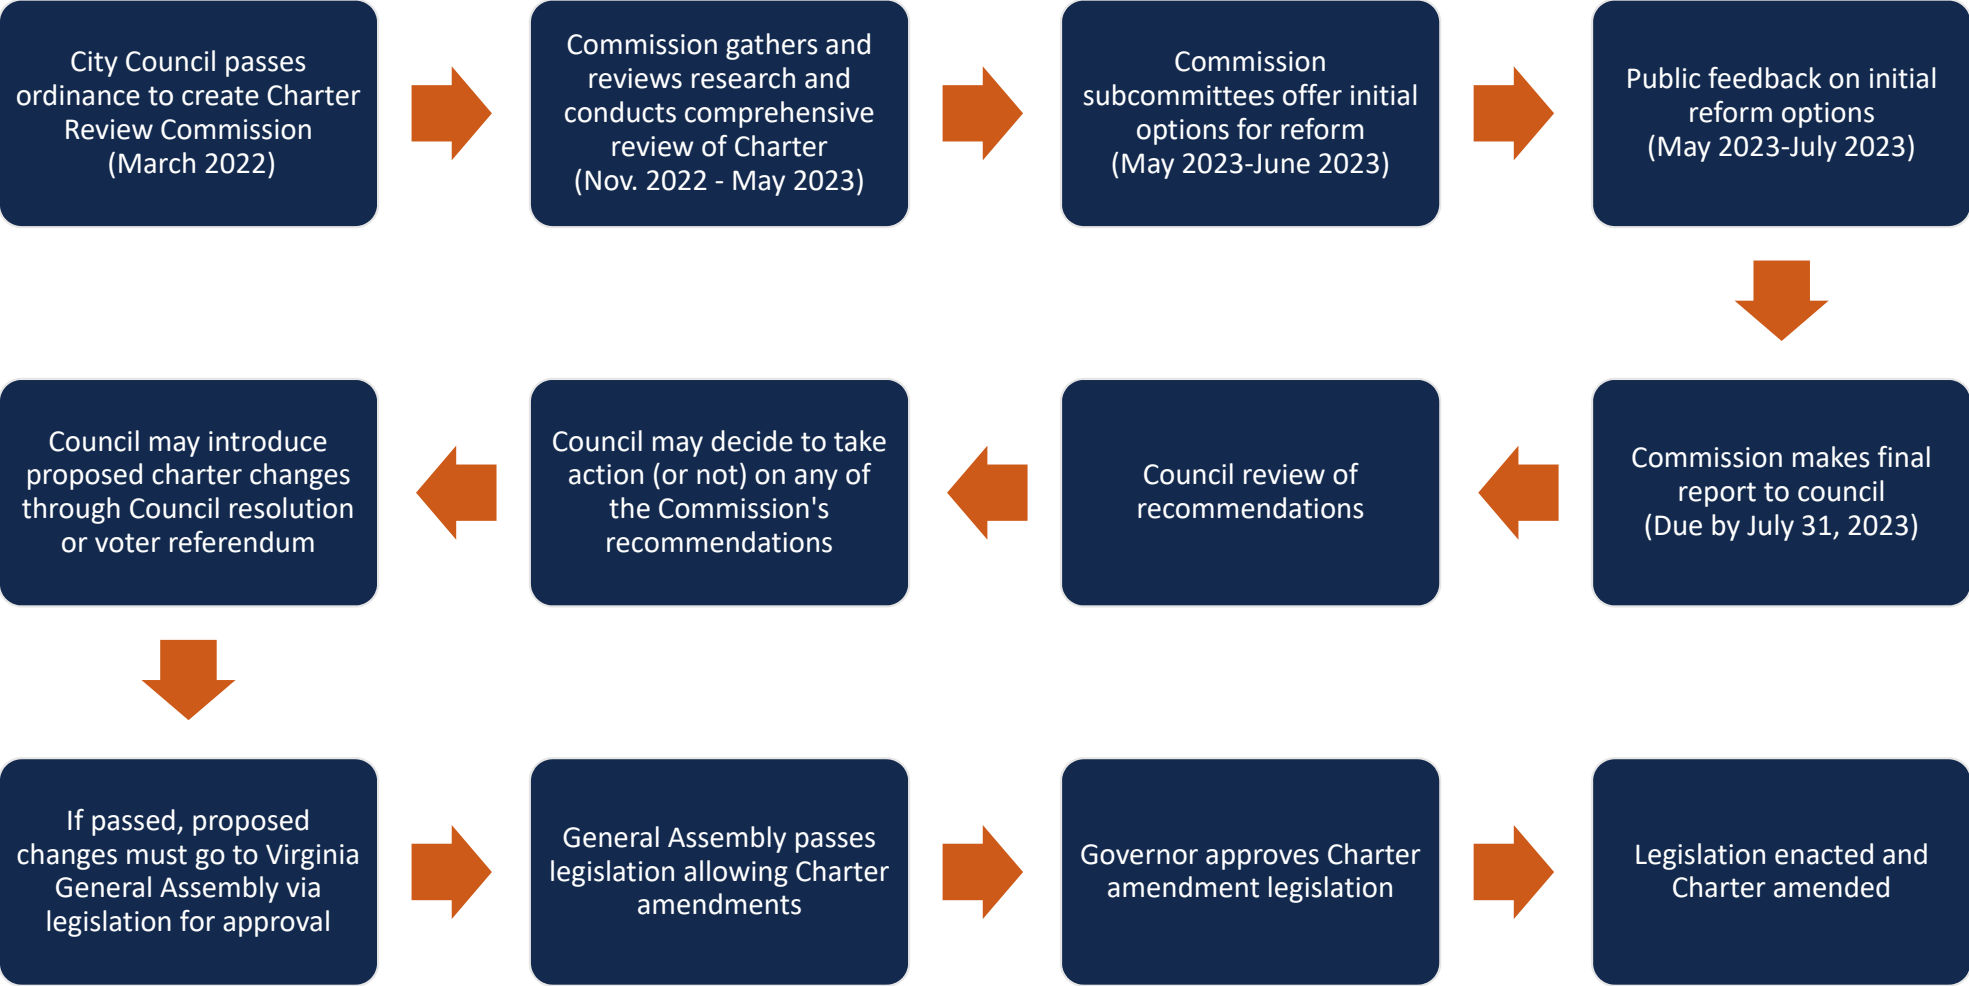 City Council passes
ordinance to create Charter
Review Commission
(March 2022)
Commission gathers and
reviews research and
conducts comprehensive
review of Charter
(Nov. 2022 - May 2023)
Commission
subcommittees offer initial
options for reform
(May 2023-June 2023)
Public feedback on initial
reform options
(May 2023-July 2023)
Commission makes final
report to council
(Due by July 31, 2023)
Council review of
recommendations
Council may decide to take
action (or not) on any of
the Commission's
recommendations
Council may introduce
proposed charter changes
through Council resolution
or voter referendum
If passed, proposed
changes must go to Virginia
General Assembly via
legislation for approval
General Assembly passes
legislation allowing Charter
amendments
Governor approves Charter
amendment legislation
Legislation enacted and
Charter amended